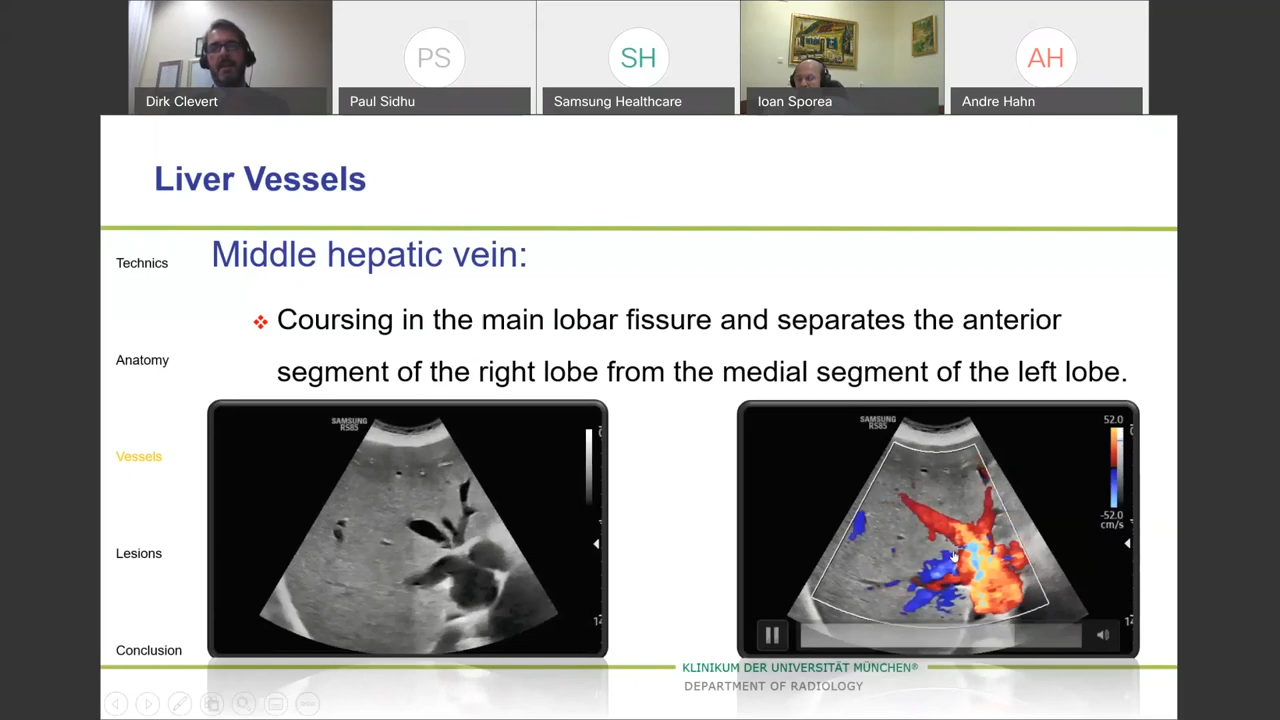 PS
SH
AH
Dirk Clevert
Paul Sidhu
Samsung Healthcare
Ioan Sporea
Andre Hahn
Liver Vessels
Middle hepatic vein:
Technics
Coursing in the main lobar fissure and separates the anterior
segment of the right lobe from the medial segment of the left lobe.
Anatomy
Vessels
Lesions
Conclusion
SAMSUNG
RS85
SAMSUNG
RS85
52.0
-52.0
cm/s
KLINIKUM DER UNIVERSITÄT MÜNCHEN®
DEPARTMENT OF RADIOLOGY